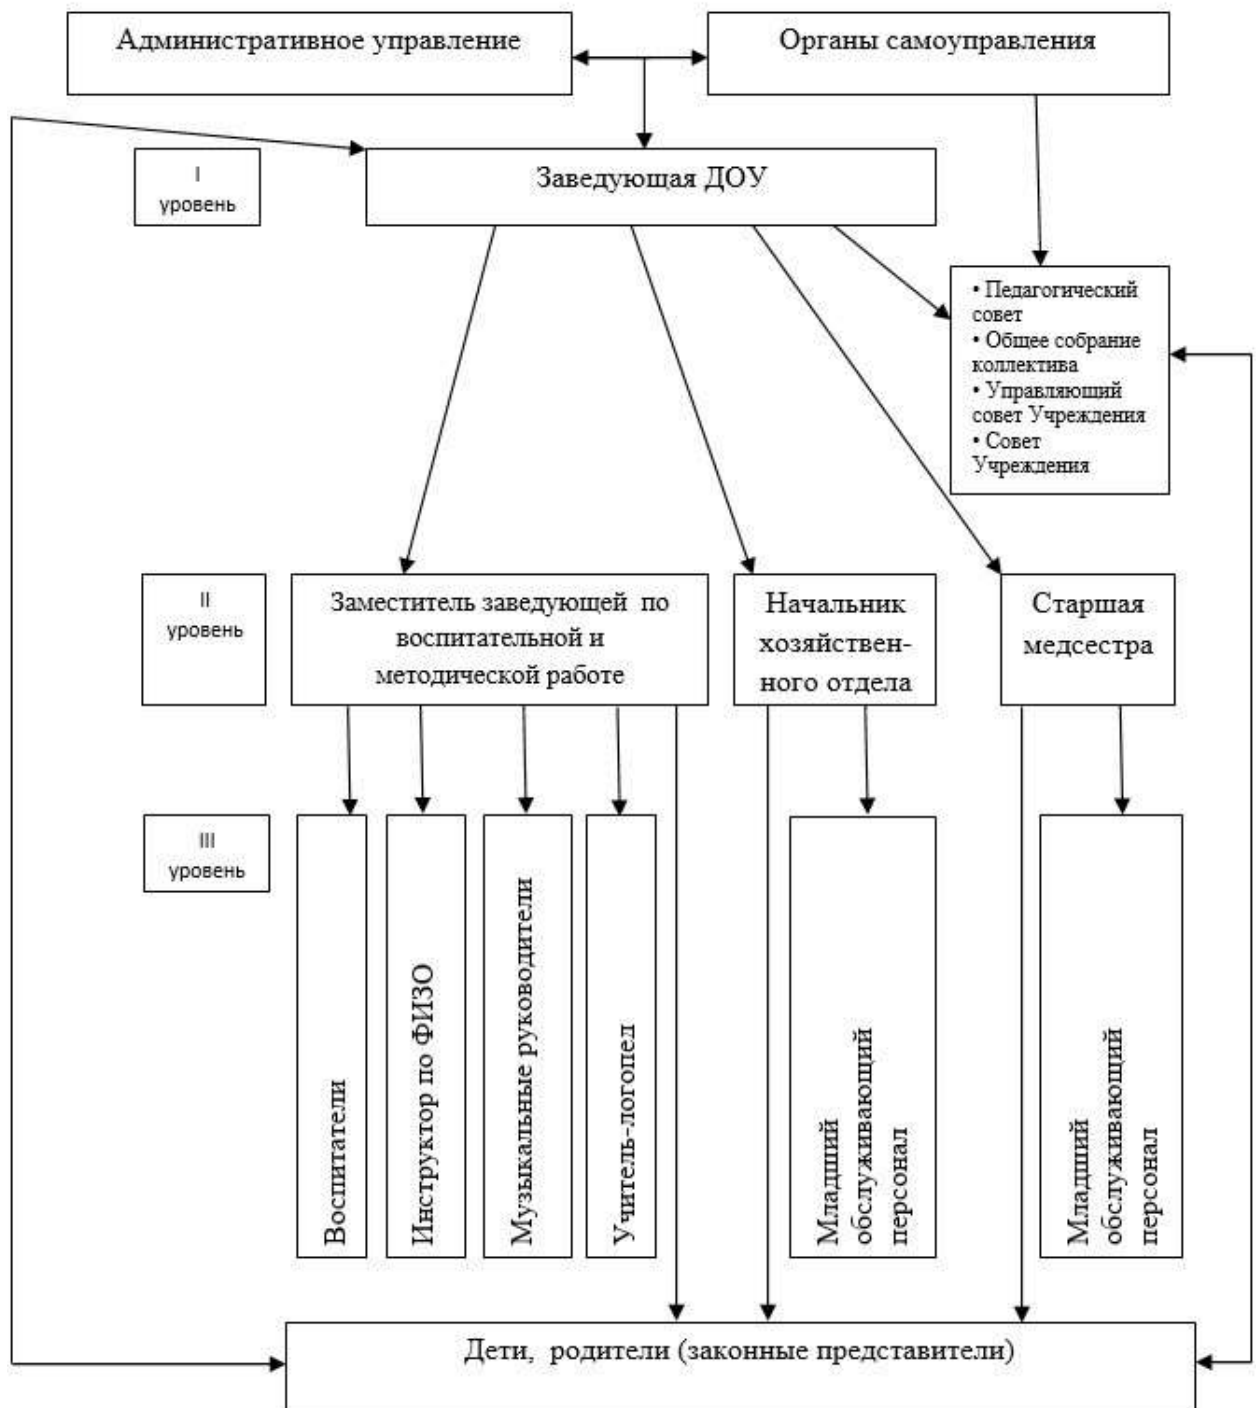 Административное управление
Органы самоуправления
I
уровень
Заведующая ДОУ
• Педагогический
совет
• Общее собрание
коллектива
• Управляющий
совет Учреждения
• Совет
Учреждения
II
уровень
Заместитель заведующей по
воспитательной и
методической работе
Начальник
хозяйствен-
ного отдела
Старшая
медсестра
III
уровень
Воспитатели
Инструктор по ФИЗО
Музыкальные руководители
Учитель-логопед
Младший
обслуживающий
персонал
Младший
обслуживающий
персонал
Дети, родители (законные представители)